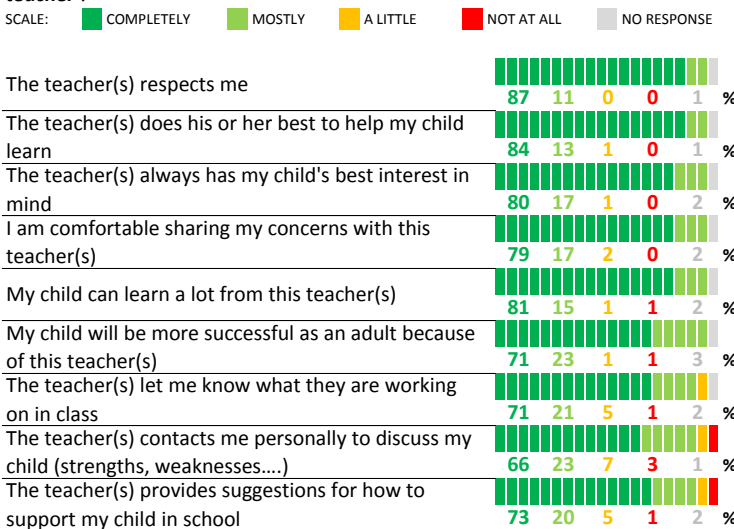 SCALE: COMPLETELY MOSTLY A LITTLE NOT AT ALL NO RESPONSE
The teacher(s) respects me
87 11 0 0 1 %
The teacher(s) does his or her best to help my child
learn
84 13 1 0 1 %
The teacher(s) always has my child's best interest in
mind
80 17 1 0 2 %
I am comfortable sharing my concerns with this
teacher(s)
79 17 2 0 2 %
My child can learn a lot from this teacher(s)
81 15 1 1 2 %
My child will be more successful as an adult because
of this teacher(s)
71 23 1 1 3 %
The teacher(s) let me know what they are working
on in class
71 21 5 1 2 %
The teacher(s) contacts me personally to discuss my
child (strengths, weaknesses....)
66 23 7 3 1 %
The teacher(s) provides suggestions for how to
support my child in school
73 20 5 1 2 %